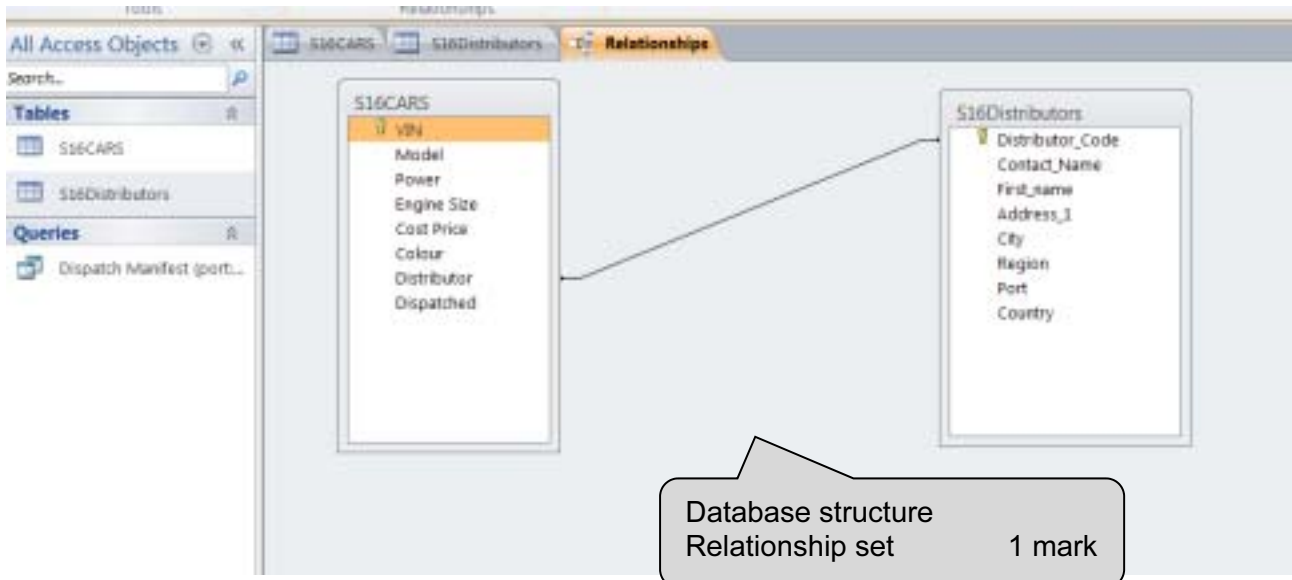 Tools Relationships
All Access Objects
S16CARS S16Distributors Relationships
Search...
Tables
S16CARS
S16Distributors
Queries
Dispatch Manifest (port:...
S16CARS
VIN
Model
Power
Engine Size
Cost Price
Colour
Distributor
Dispatched
S16Distributors
Distributor_Code
Contact_Name
First_name
Address_1
City
Region
Port
Country
Database structure
Relationship set 1 mark